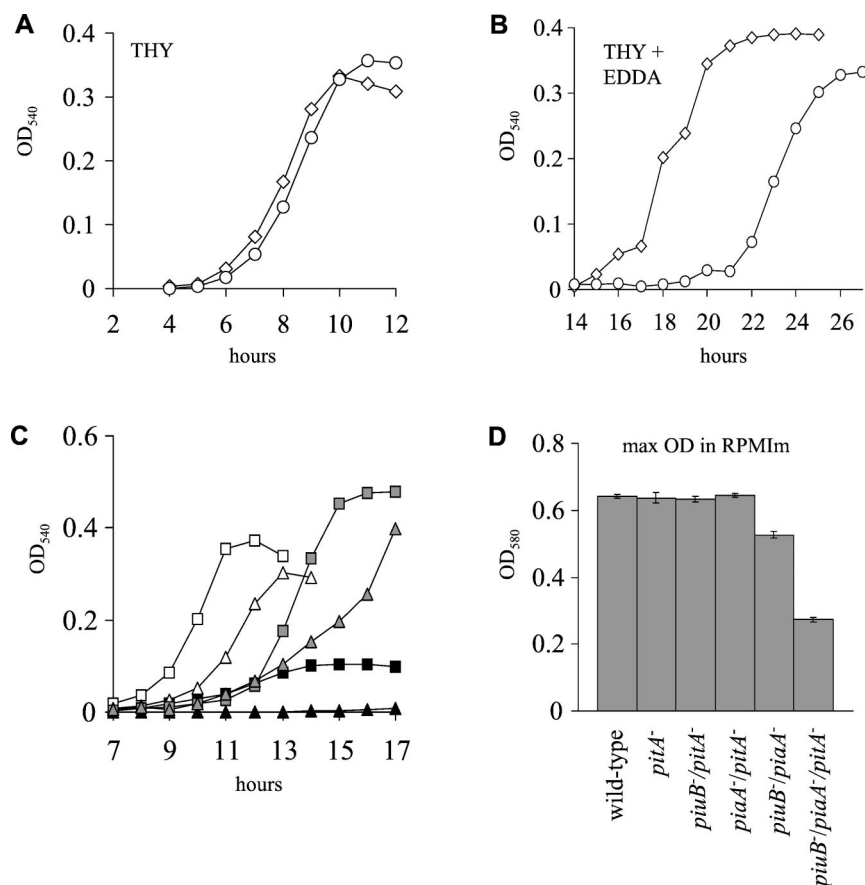 A
THY
0.4
0.3
0.2
0.1
0
OD540
2 4 6 8 10 12
hours
B
THY +
EDDA
0.4
0.3
0.2
0.1
0
OD540
14 16 18 20 22 24 26
hours
C
0.6
0.4
0.2
0
OD540
7 9 11 13 15 17
hours
D
max OD in RPMIm
0.8
0.6
0.4
0.2
0
OD580
wild-type
pitA-
piuB-/pitA-
piaA-/pitA-
piuB-/piaA-
piuB-/piaA-/pitA-